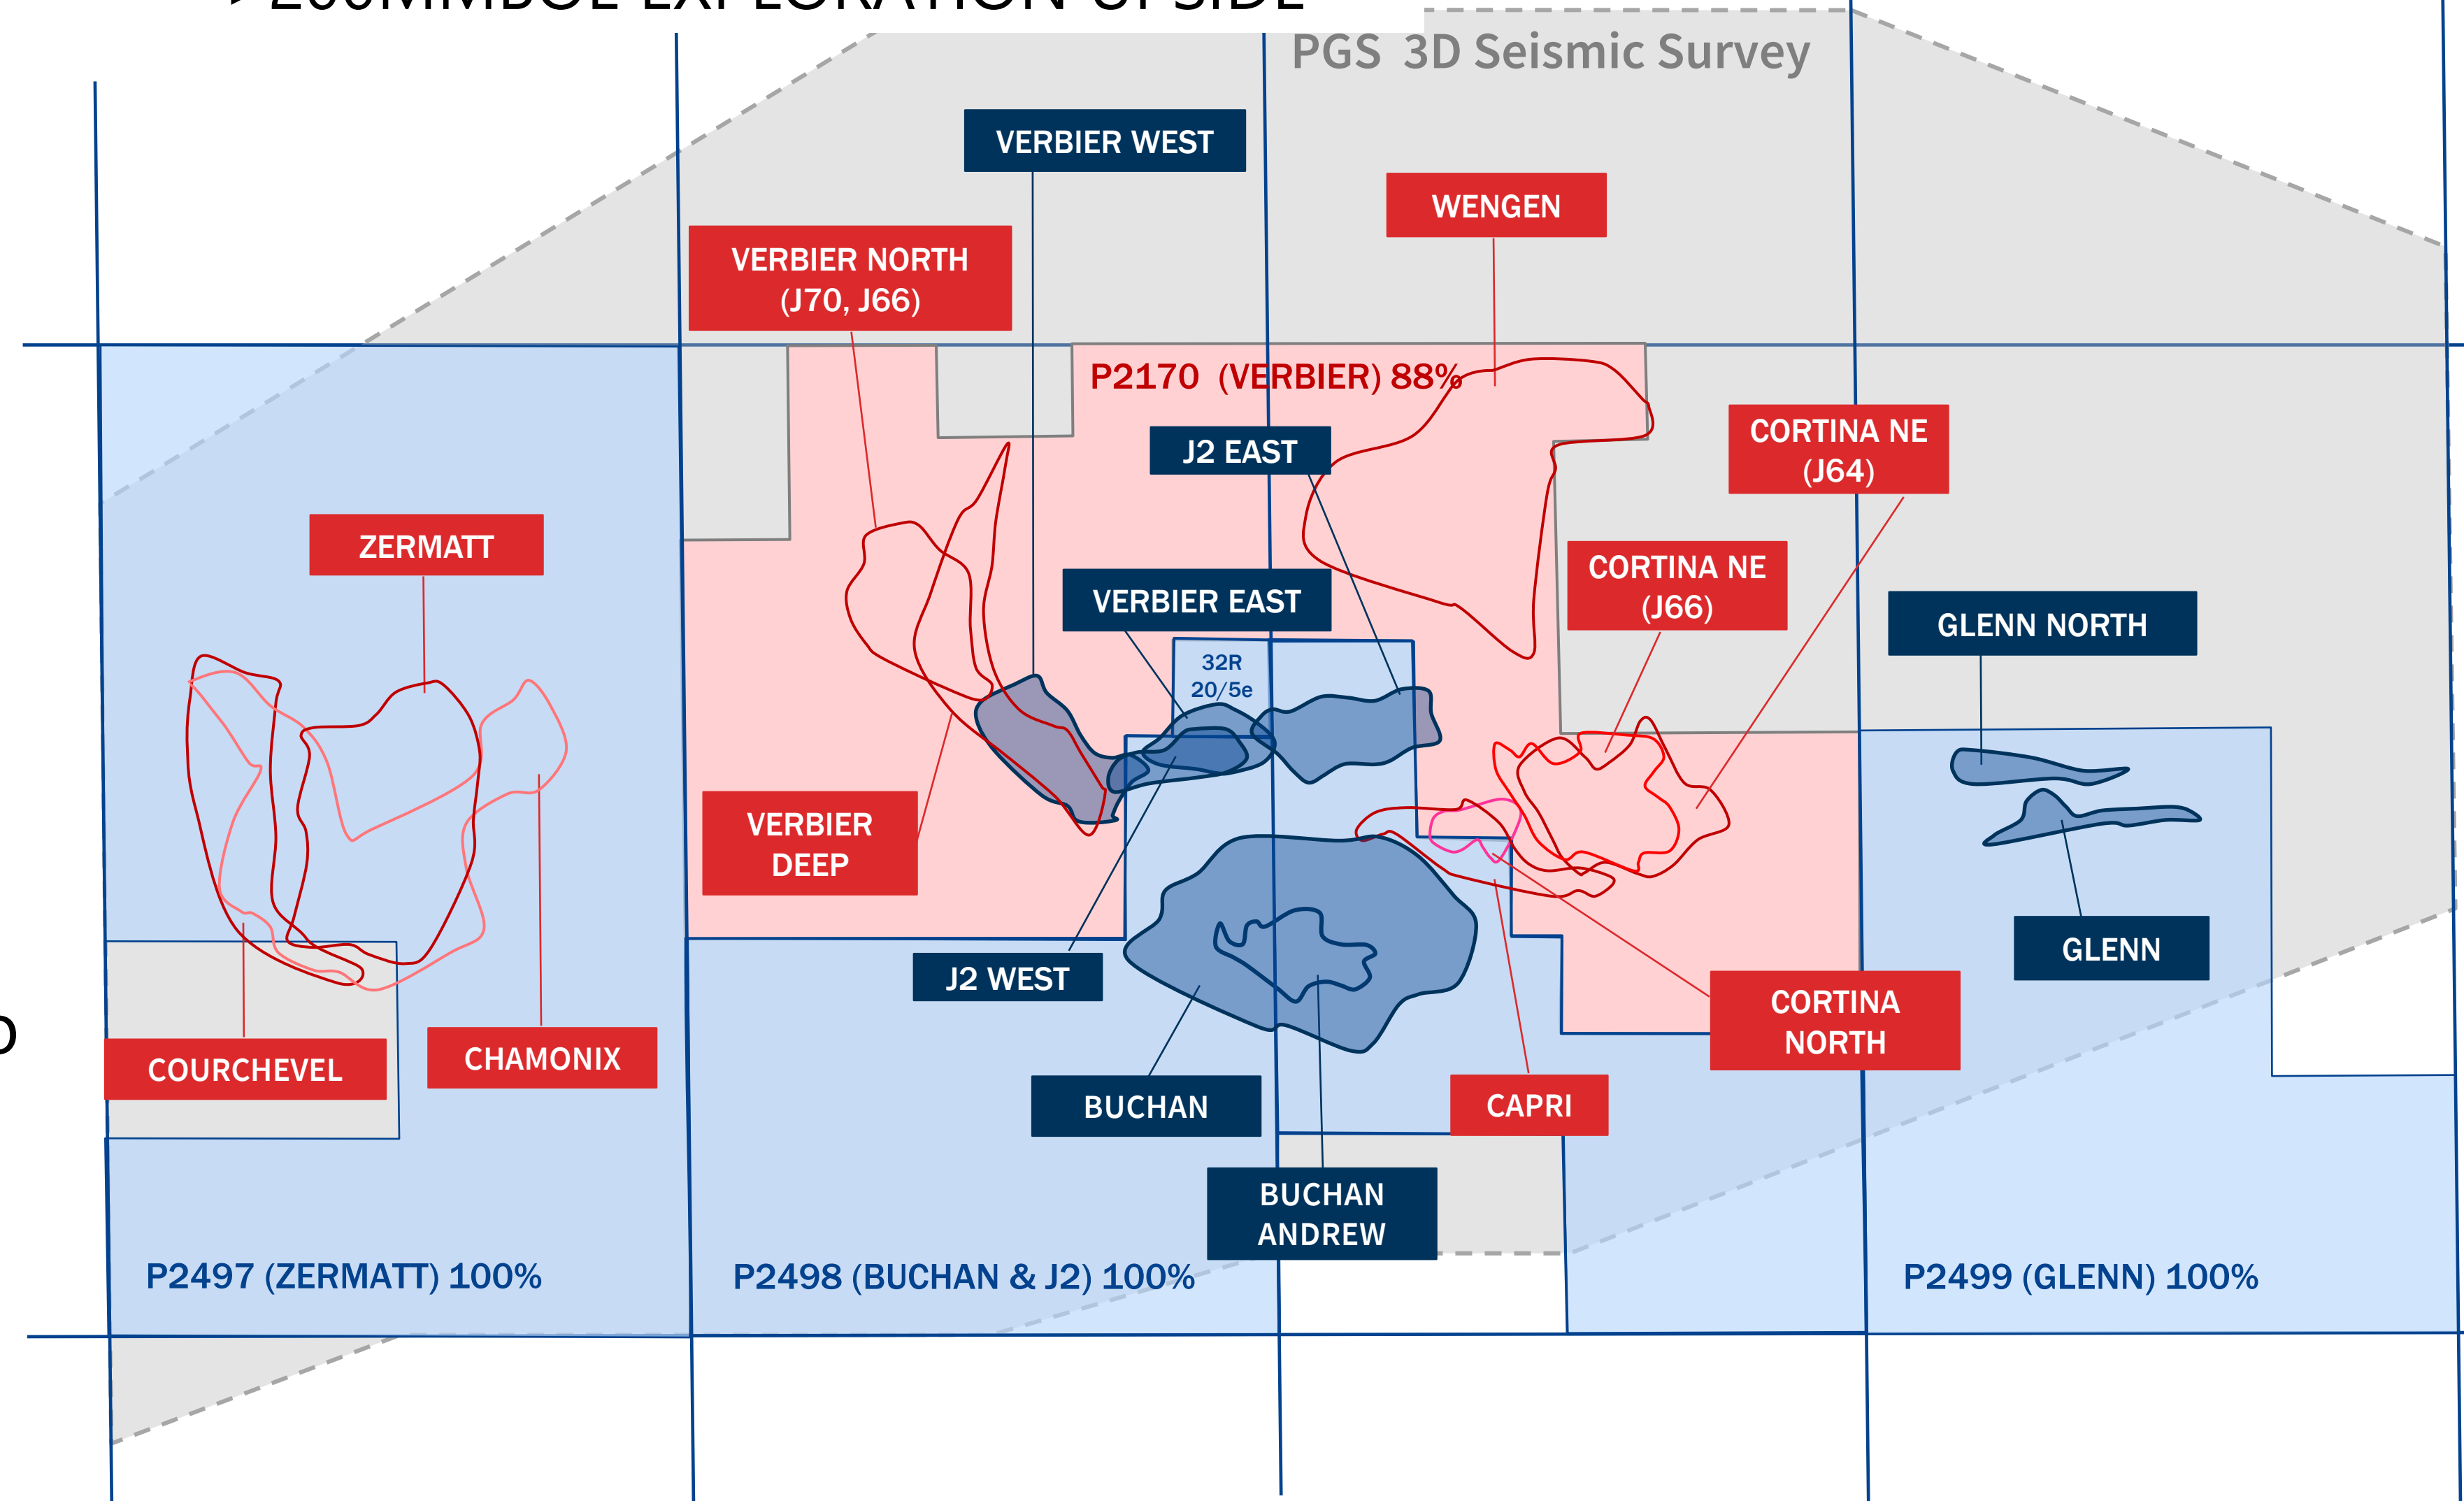 EXPLORATION UPSIDE
PGS 3D Seismic Survey
VERBIER WEST
WENGEN
VERBIER NORTH
(J70, J66)
P2170 (VERBIER) 88%
J2 EAST
CORTINA NE
(J64)
ZERMATT
CORTINA NE
(J66)
VERBIER EAST
GLENN NORTH
32R
20/5e
VERBIER
DEEP
GLENN
J2 WEST
CORTINA
NORTH
COURCHEVEL
CHAMONIX
BUCHAN
CAPRI
BUCHAN
ANDREW
P2497 (ZERMATT) 100%
P2498 (BUCHAN & J2) 100%
P2499 (GLENN) 100%